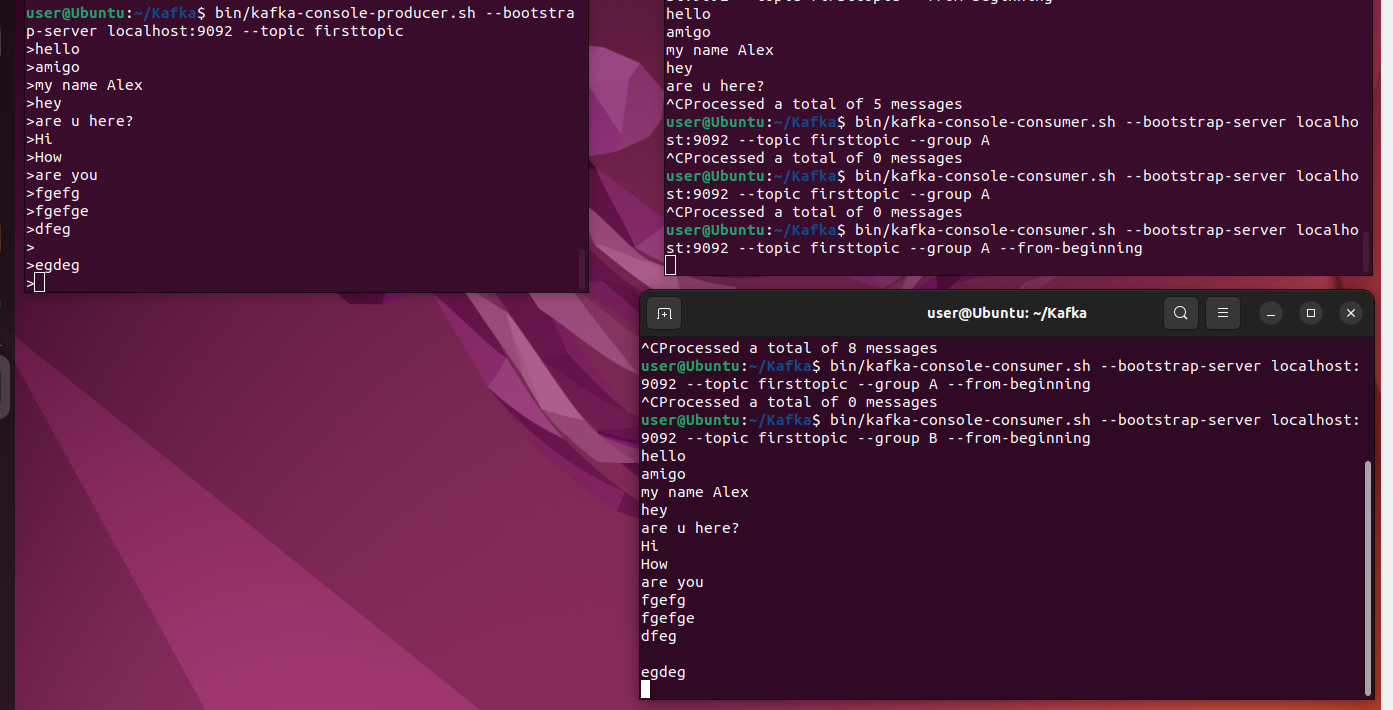 user@Ubuntu:~/Kafka$ bin/kafka-console-producer.sh --bootstra
p-server localhost:9092 --topic firsttopic
>hello
>amigo
>my name Alex
>hey
>are u here?
>Hi
>How
>are you
>fgefg
>fgefge
>dfeg
>
>egdeg
>
hello
amigo
my name Alex
hey
are u here?
^CProcessed a total of 5 messages
user@Ubuntu:~/Kafka$ bin/kafka-console-consumer.sh --bootstrap-server localho
st:9092 --topic firsttopic --group A
^CProcessed a total of 0 messages
user@Ubuntu:~/Kafka$ bin/kafka-console-consumer.sh --bootstrap-server localho
st:9092 --topic firsttopic --group A
^CProcessed a total of 0 messages
user@Ubuntu:~/Kafka$ bin/kafka-console-consumer.sh --bootstrap-server localho
st:9092 --topic firsttopic --group A --from-beginning
user@Ubuntu: ~/Kafka
^CProcessed a total of 8 messages
user@Ubuntu:~/Kafka$ bin/kafka-console-consumer.sh --bootstrap-server localhost:
9092 --topic firsttopic --group A --from-beginning
^CProcessed a total of 0 messages
user@Ubuntu:~/Kafka$ bin/kafka-console-consumer.sh --bootstrap-server localhost:
9092 --topic firsttopic --group B --from-beginning
hello
amigo
my name Alex
hey
are u here?
Hi
How
are you
fgefg
fgefge
dfeg

egdeg